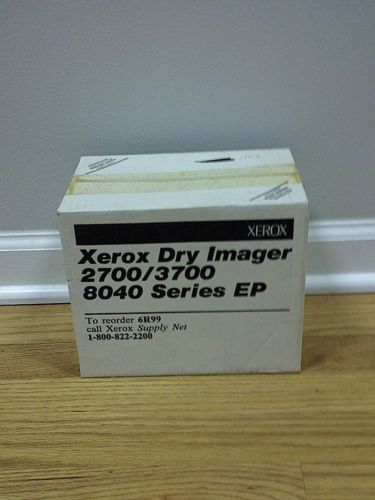 XEROX
Xerox Dry Imager
2700/3700
8040 Series EP
To reorder 6R99
call Xerox Supply Net
1-800-822-2200